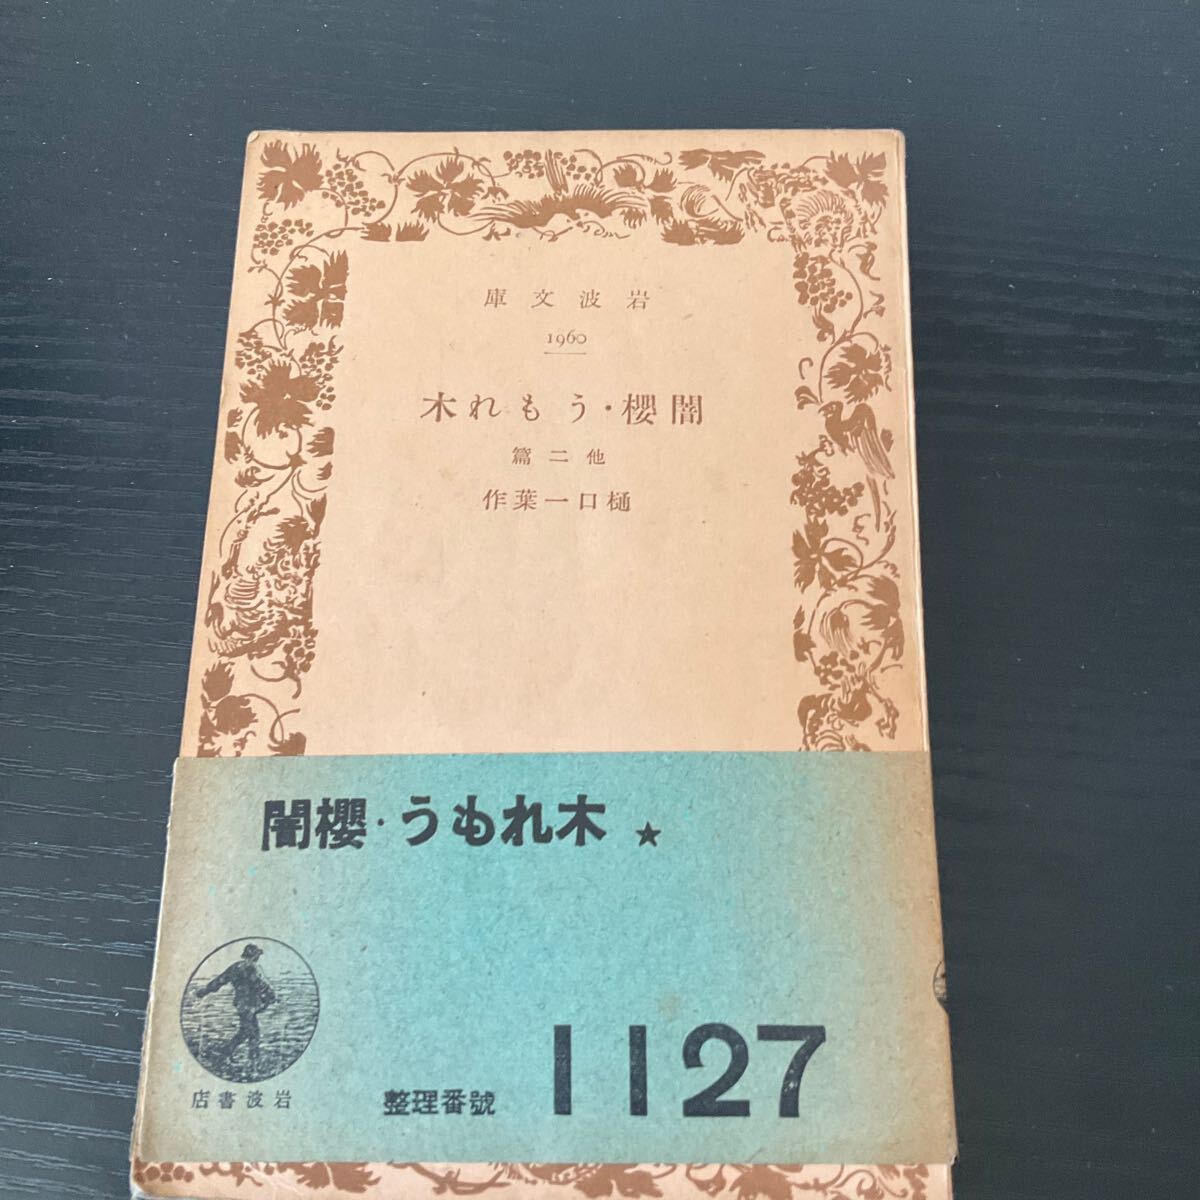 岩波文庫
1960
闇櫻・うもれ木
他二篇
樋口一葉作
闇櫻・うもれ木 ★
岩波書店
整理番號 1127